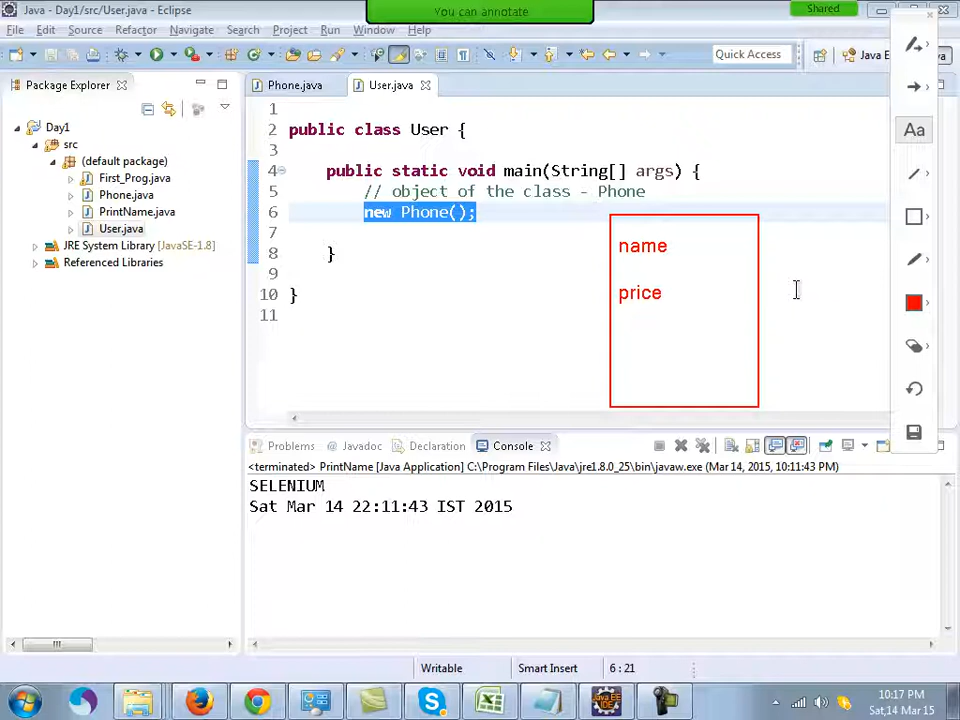 Java - Day1/src/User.java - Eclipse
You can annotate
Shared
File Edit Source Refactor Navigate Search Project Run Window Help
Quick Access
Java E
Package Explorer
Phone.java
User.java
Day1
src
(default package)
First_Prog.java
Phone.java
PrintName.java
User.java
JRE System Library [JavaSE-1.8]
Referenced Libraries
1
2 public class User {
3
4 public static void main(String[] args) {
5 // object of the class - Phone
6 new Phone();
7
8 }
9
10 }
11
name
price
Aa
Problems @ Javadoc Declaration Console
<terminated> PrintName [Java Application] C:\Program Files\Java\jre1.8.0_25\bin\javaw.exe (Mar 14, 2015, 10:11:43 PM)
SELENIUM
Sat Mar 14 22:11:43 IST 2015
Writable Smart Insert 6 : 21
10:17 PM
Sat,14 Mar 15